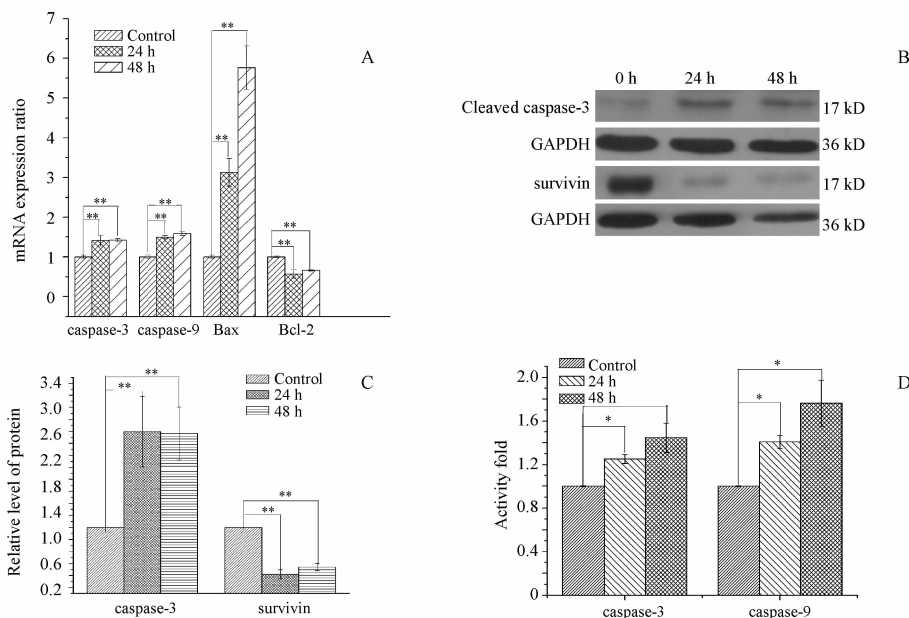 A
mRNA expression ratio
7
6
5
4
3
2
1
0
Control
24 h
48 h
**
**
**
**
**
**
**
**
caspase-3 caspase-9 Bax Bcl-2
B
0 h 24 h 48 h
Cleaved caspase-3 17 kD
GAPDH 36 kD
survivin 17 kD
GAPDH 36 kD
C
Relative level of protein
3.4
3.0
2.6
2.2
1.8
1.4
1.0
0.6
0.2
Control
24 h
48 h
**
**
**
**
caspase-3 survivin
D
Activity fold
2.0
1.6
1.2
0.8
0.4
0
Control
24 h
48 h
*
*
*
caspase-3 caspase-9